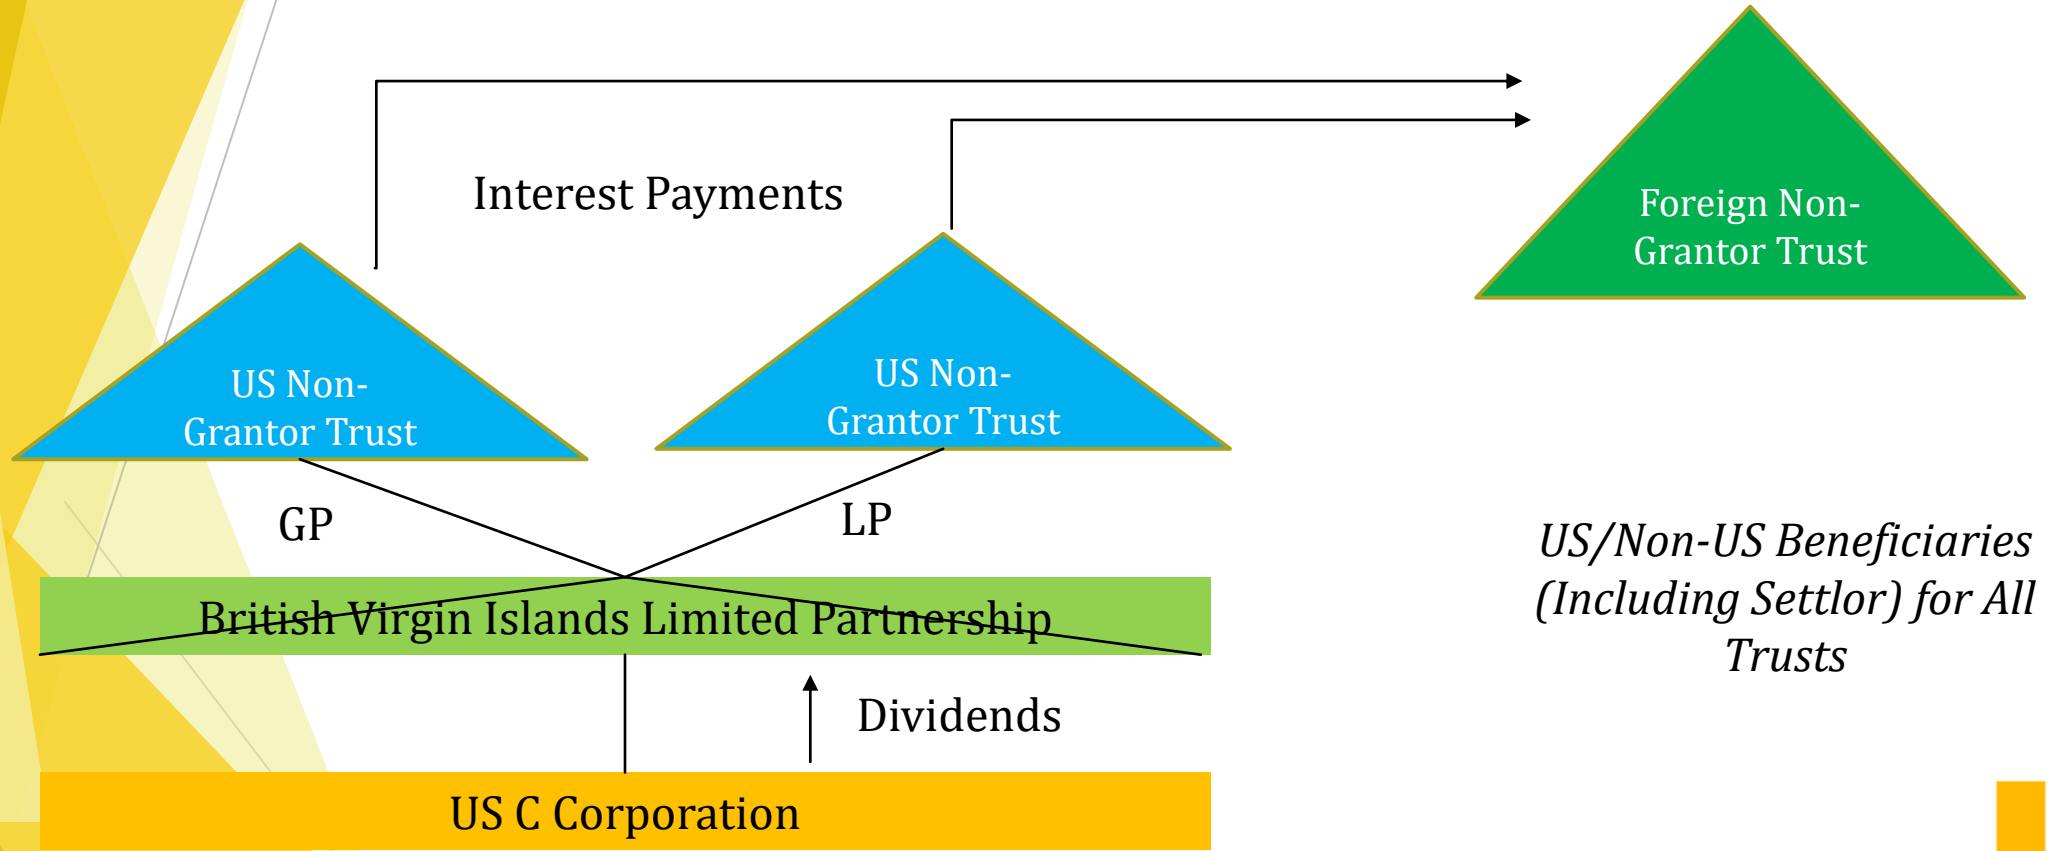 Interest Payments
Foreign Non-
Grantor Trust
US Non-
Grantor Trust
US Non-
Grantor Trust
GP
LP
US/Non-US Beneficiaries
(Including Settlor) for All
Trusts
British Virgin Islands Limited Partnership
Dividends
US C Corporation